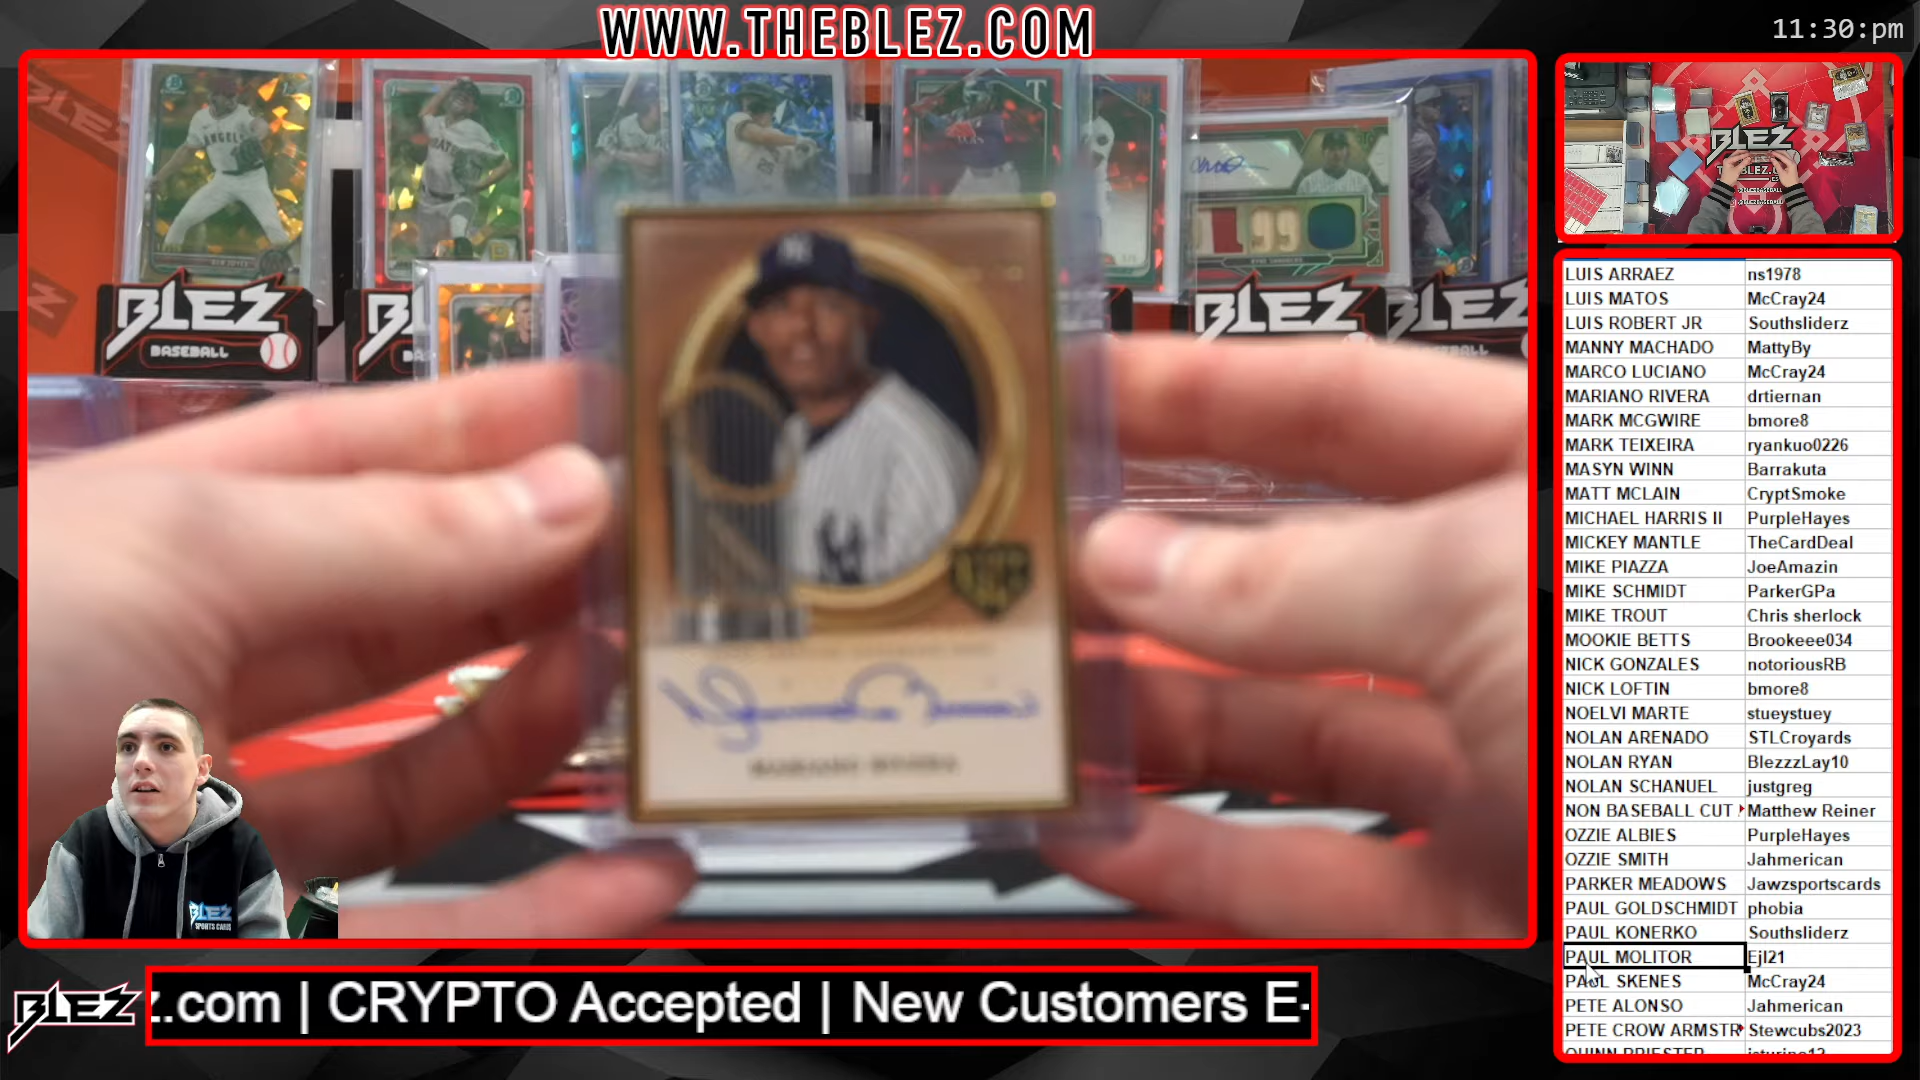 WWW.THEBLEZ.COM
11:30:pm
BLEZ
BASEBALL
BLEZ
BLEZ
MARIANO RIVERA
BLEZ
SPORTS CARDS
BLEZ
LUIS ARRAEZ ns1978
LUIS MATOS McCray24
LUIS ROBERT JR Southsliderz
MANNY MACHADO MattyBy
MARCO LUCIANO McCray24
MARIANO RIVERA drtiernan
MARK MCGWIRE bmore8
MARK TEIXEIRA ryankuo0226
MASYN WINN Barrakuta
MATT MCLAIN CryptSmoke
MICHAEL HARRIS II PurpleHayes
MICKEY MANTLE TheCardDeal
MIKE PIAZZA JoeAmazin
MIKE SCHMIDT ParkerGPa
MIKE TROUT Chris sherlock
MOOKIE BETTS Brookeee034
NICK GONZALES notoriousRB
NICK LOFTIN bmore8
NOELVI MARTE stueystuey
NOLAN ARENADO STLCroyards
NOLAN RYAN BlezzzLay10
NOLAN SCHANUEL justgreg
NON BASEBALL CUT Matthew Reiner
OZZIE ALBIES PurpleHayes
OZZIE SMITH Jahmerican
PARKER MEADOWS Jawzsportscards
PAUL GOLDSCHMIDT phobia
PAUL KONERKO Southsliderz
PAUL MOLITOR Ejl21
PAUL SKENES McCray24
PETE ALONSO Jahmerican
PETE CROW ARMSTR Stewcubs2023
BLEZ
z.com | CRYPTO Accepted | New Customers E-